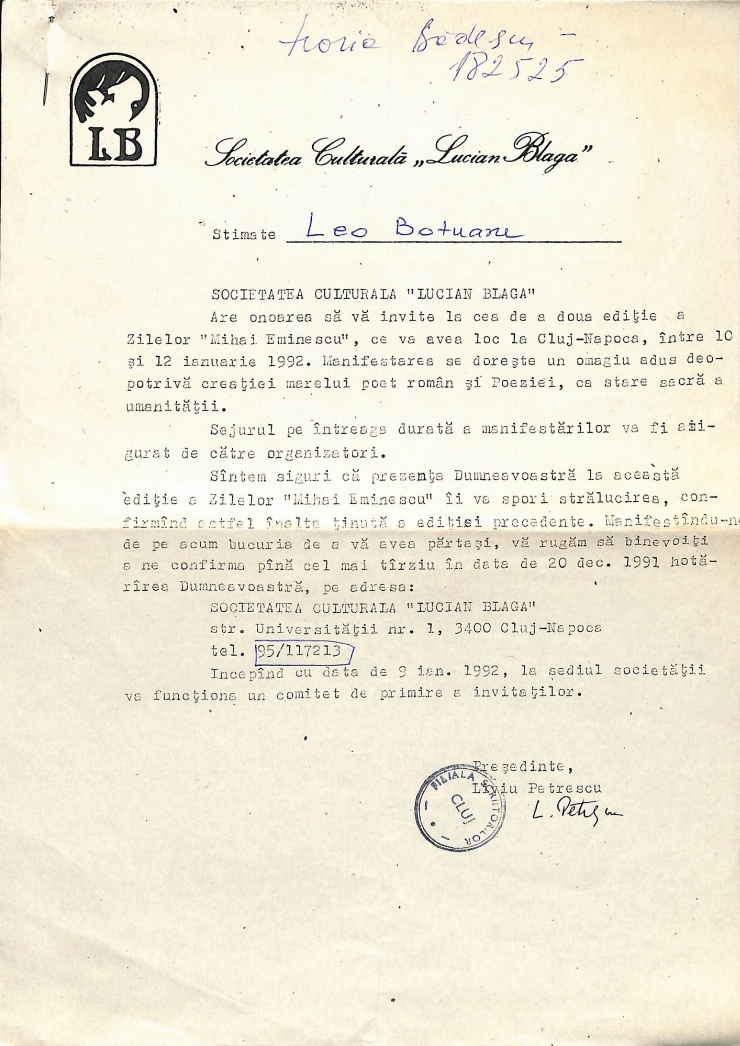 Horia Bădescu –
182525
LB
Societatea Culturală „Lucian Blaga”
Stimate Leo Botuare
SOCIETATEA CULTURALA "LUCIAN BLAGA"
Are onoarea să vă invite la cea de a doua ediţie a
Zilelor "Mihai Eminescu", ce va avea loc la Cluj-Napoca, între 10
şi 12 ianuarie 1992. Manifestarea se doreşte un omagiu adus deo-
potrivă creaţiei marelui poet român şi Poeziei, ca stare sacră a
umanităţii.
Sejurul pe întreaga durată a manifestărilor va fi asi-
gurat de către organizatori.
Sîntem siguri că prezenţa Dumneavoastră la această
ediţie a Zilelor "Mihai Eminescu" îi va spori strălucirea, con-
firmînd astfel înalta ţinută a ediţiei precedente. Manifestîndu-ne
de pe acum bucuria de a vă avea părtaşi, vă rugăm să binevoiţi
a ne confirma pînă cel mai tîrziu în data de 20 dec. 1991 hotă-
rîrea Dumneavoastră, pe adresa:
SOCIETATEA CULTURALA "LUCIAN BLAGA"
str. Universităţii nr. 1, 3400 Cluj-Napoca
tel. 95/117213
Incepînd cu data de 9 ian. 1992, la sediul societăţii
va funcţiona un comitet de primire a invitaţilor.
Preşedinte,
Liviu Petrescu
L. Petrescu
FILIALA SCRIITORILOR
CLUJ